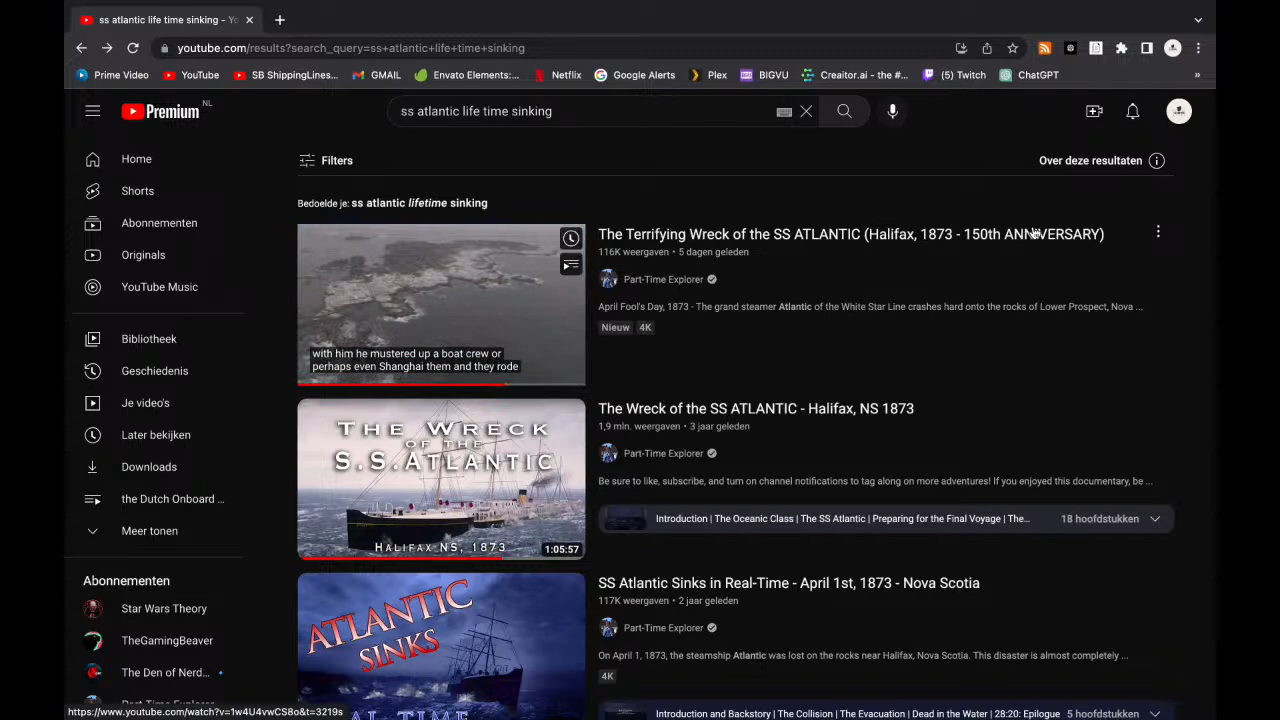 ss atlantic life time sinking - Yo
youtube.com/results?search_query=ss+atlantic+life+time+sinking
Prime Video YouTube SB ShippingLines... GMAIL Envato Elements:... Netflix Google Alerts Plex BIGVU Creaitor.ai - the #... (5) Twitch ChatGPT »
Premium NL
ss atlantic life time sinking
Home
Shorts
Abonnementen
Originals
YouTube Music
Bibliotheek
Geschiedenis
Je video's
Later bekijken
Downloads
the Dutch Onboard ...
Meer tonen
Abonnementen
Star Wars Theory
TheGamingBeaver
The Den of Nerd...
Filters
Over deze resultaten
Bedoelde je: ss atlantic lifetime sinking
with him he mustered up a boat crew or
perhaps even Shanghai them and they rode
The Terrifying Wreck of the SS ATLANTIC (Halifax, 1873 - 150th ANNIVERSARY)
116K weergaven • 5 dagen geleden
Part-Time Explorer
April Fool's Day, 1873 - The grand steamer Atlantic of the White Star Line crashes hard onto the rocks of Lower Prospect, Nova ...
Nieuw 4K
THE WRECK
OF THE
S.S. ATLANTIC
HALIFAX NS, 1873
1:05:57
The Wreck of the SS ATLANTIC - Halifax, NS 1873
1,9 mln. weergaven • 3 jaar geleden
Part-Time Explorer
Be sure to like, subscribe, and turn on channel notifications to tag along on more adventures! If you enjoyed this documentary, be ...
Introduction | The Oceanic Class | The SS Atlantic | Preparing for the Final Voyage | The...
18 hoofdstukken
ATLANTIC
SINKS
SS Atlantic Sinks in Real-Time - April 1st, 1873 - Nova Scotia
117K weergaven • 2 jaar geleden
Part-Time Explorer
On April 1, 1873, the steamship Atlantic was lost on the rocks near Halifax, Nova Scotia. This disaster is almost completely ...
4K
Introduction and Backstory | The Collision | The Evacuation | Dead in the Water | 28:20: Epilogue
5 hoofdstukken
https://www.youtube.com/watch?v=1w4U4vwCS8o&t=3219s